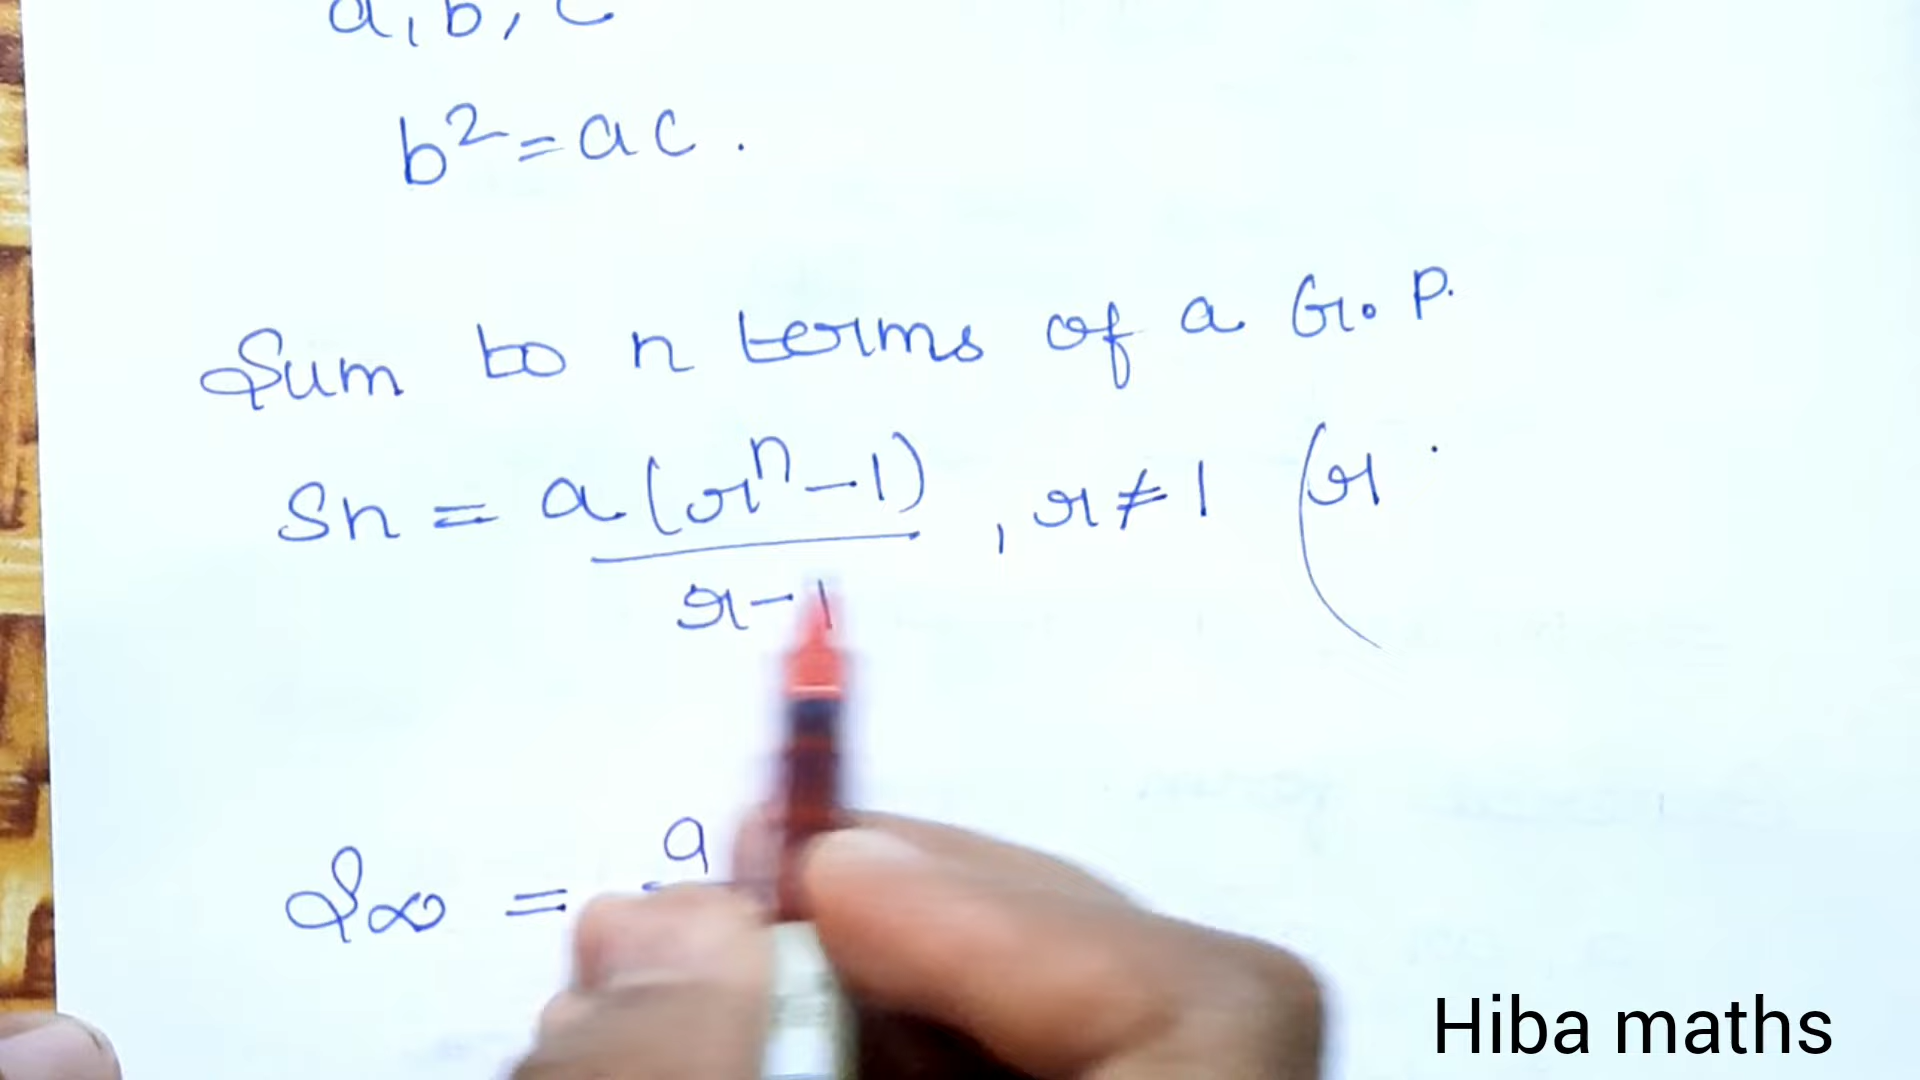 a, b, c
b² = ac.
Sum to n terms of a G.P.
Sn = a(rⁿ-1)/r-1, r≠1 (r
S∞ = a
Hiba maths